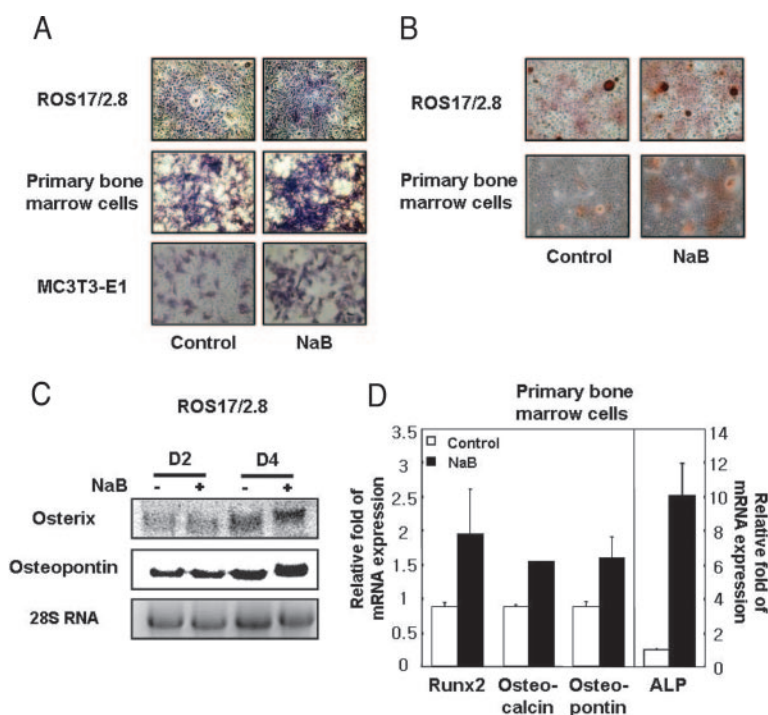 A
ROS17/2.8
Primary bone
marrow cells
MC3T3-E1
Control NaB
B
ROS17/2.8
Primary bone
marrow cells
Control NaB
C
ROS17/2.8
D2 D4
NaB - + - +
Osterix
Osteopontin
28S RNA
D
Primary bone
marrow cells
Relative fold of
mRNA expression
3.5
3
2.5
2
1.5
1
0.5
0
Control
NaB
14
12
10
8
6
4
2
0
Relative fold of
mRNA expression
Runx2 Osteo-
calcin Osteo-
pontin ALP